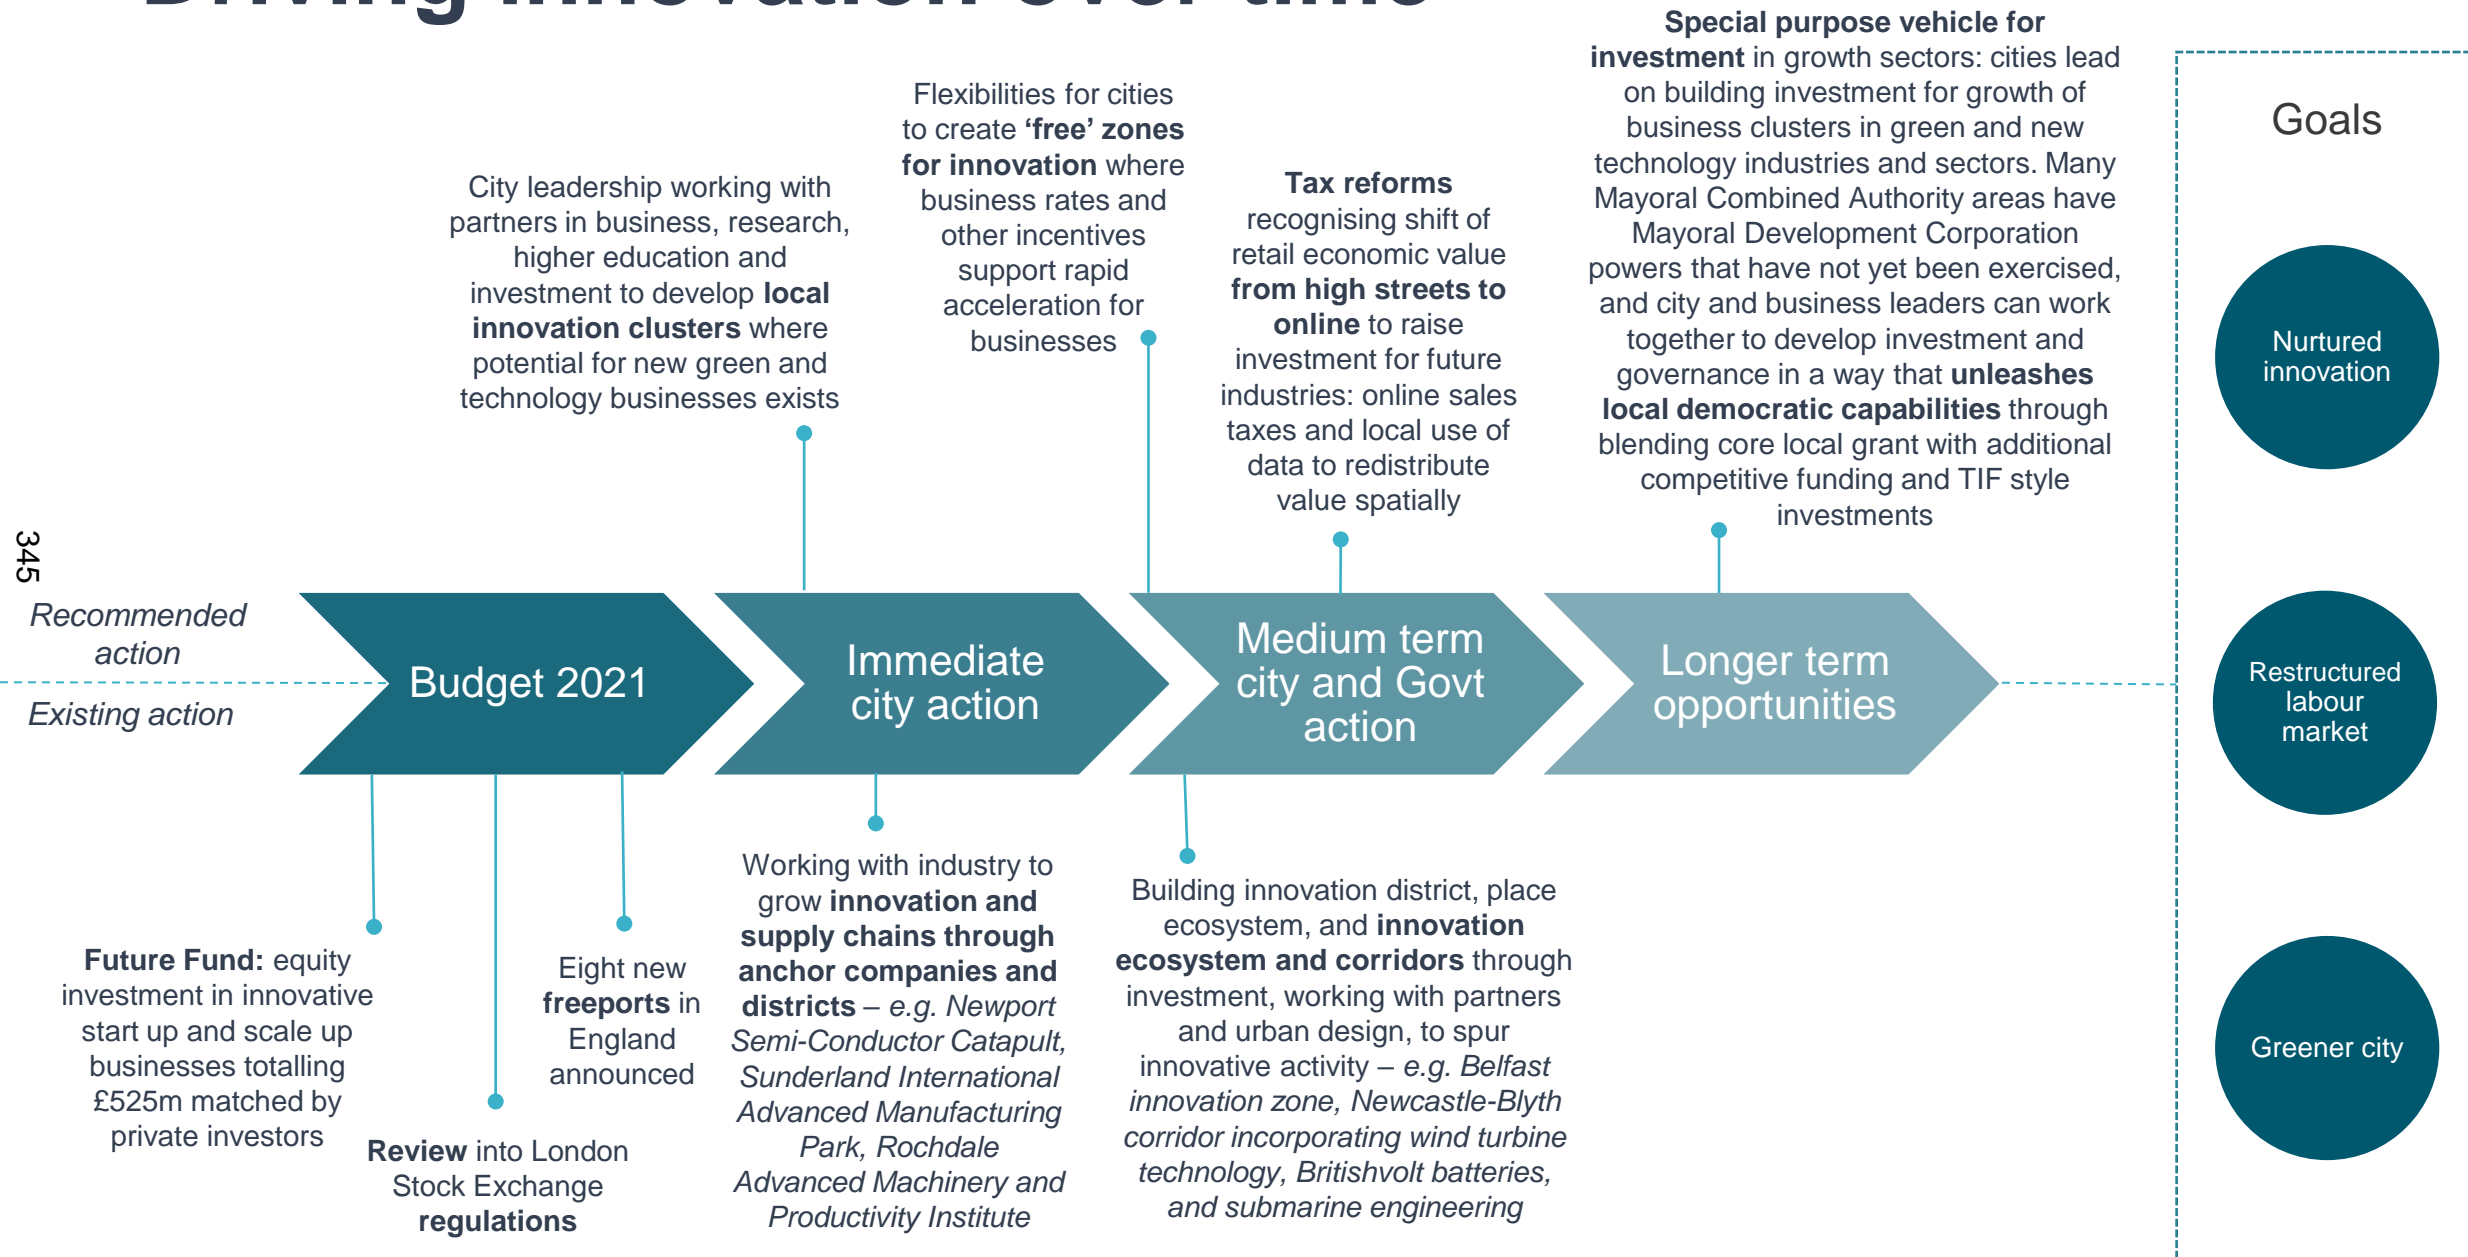 Driving innovation over time
Special purpose vehicle for
investment in growth sectors: cities lead
on building investment for growth of
business clusters in green and new
technology industries and sectors. Many
Mayoral Combined Authority areas have
Mayoral Development Corporation
powers that have not yet been exercised,
and city and business leaders can work
together to develop investment and
governance in a way that unleashes
local democratic capabilities through
blending core local grant with additional
competitive funding and TIF style
investments
Flexibilities for cities
to create ‘free’ zones
for innovation where
business rates and
other incentives
support rapid
acceleration for
businesses
City leadership working with
partners in business, research,
higher education and
investment to develop local
innovation clusters where
potential for new green and
technology businesses exists
Tax reforms
recognising shift of
retail economic value
from high streets to
online to raise
investment for future
industries: online sales
taxes and local use of
data to redistribute
value spatially
Goals
Nurtured
innovation
Restructured
labour
market
Greener city
345
Recommended
action
Existing action
Budget 2021
Immediate
city action
Medium term
city and Govt
action
Longer term
opportunities
Future Fund: equity
investment in innovative
start up and scale up
businesses totalling
£525m matched by
private investors
Review into London
Stock Exchange
regulations
Eight new
freeports in
England
announced
Working with industry to
grow innovation and
supply chains through
anchor companies and
districts – e.g. Newport
Semi-Conductor Catapult,
Sunderland International
Advanced Manufacturing
Park, Rochdale
Advanced Machinery and
Productivity Institute
Building innovation district, place
ecosystem, and innovation
ecosystem and corridors through
investment, working with partners
and urban design, to spur
innovative activity – e.g. Belfast
innovation zone, Newcastle-Blyth
corridor incorporating wind turbine
technology, Britishvolt batteries,
and submarine engineering